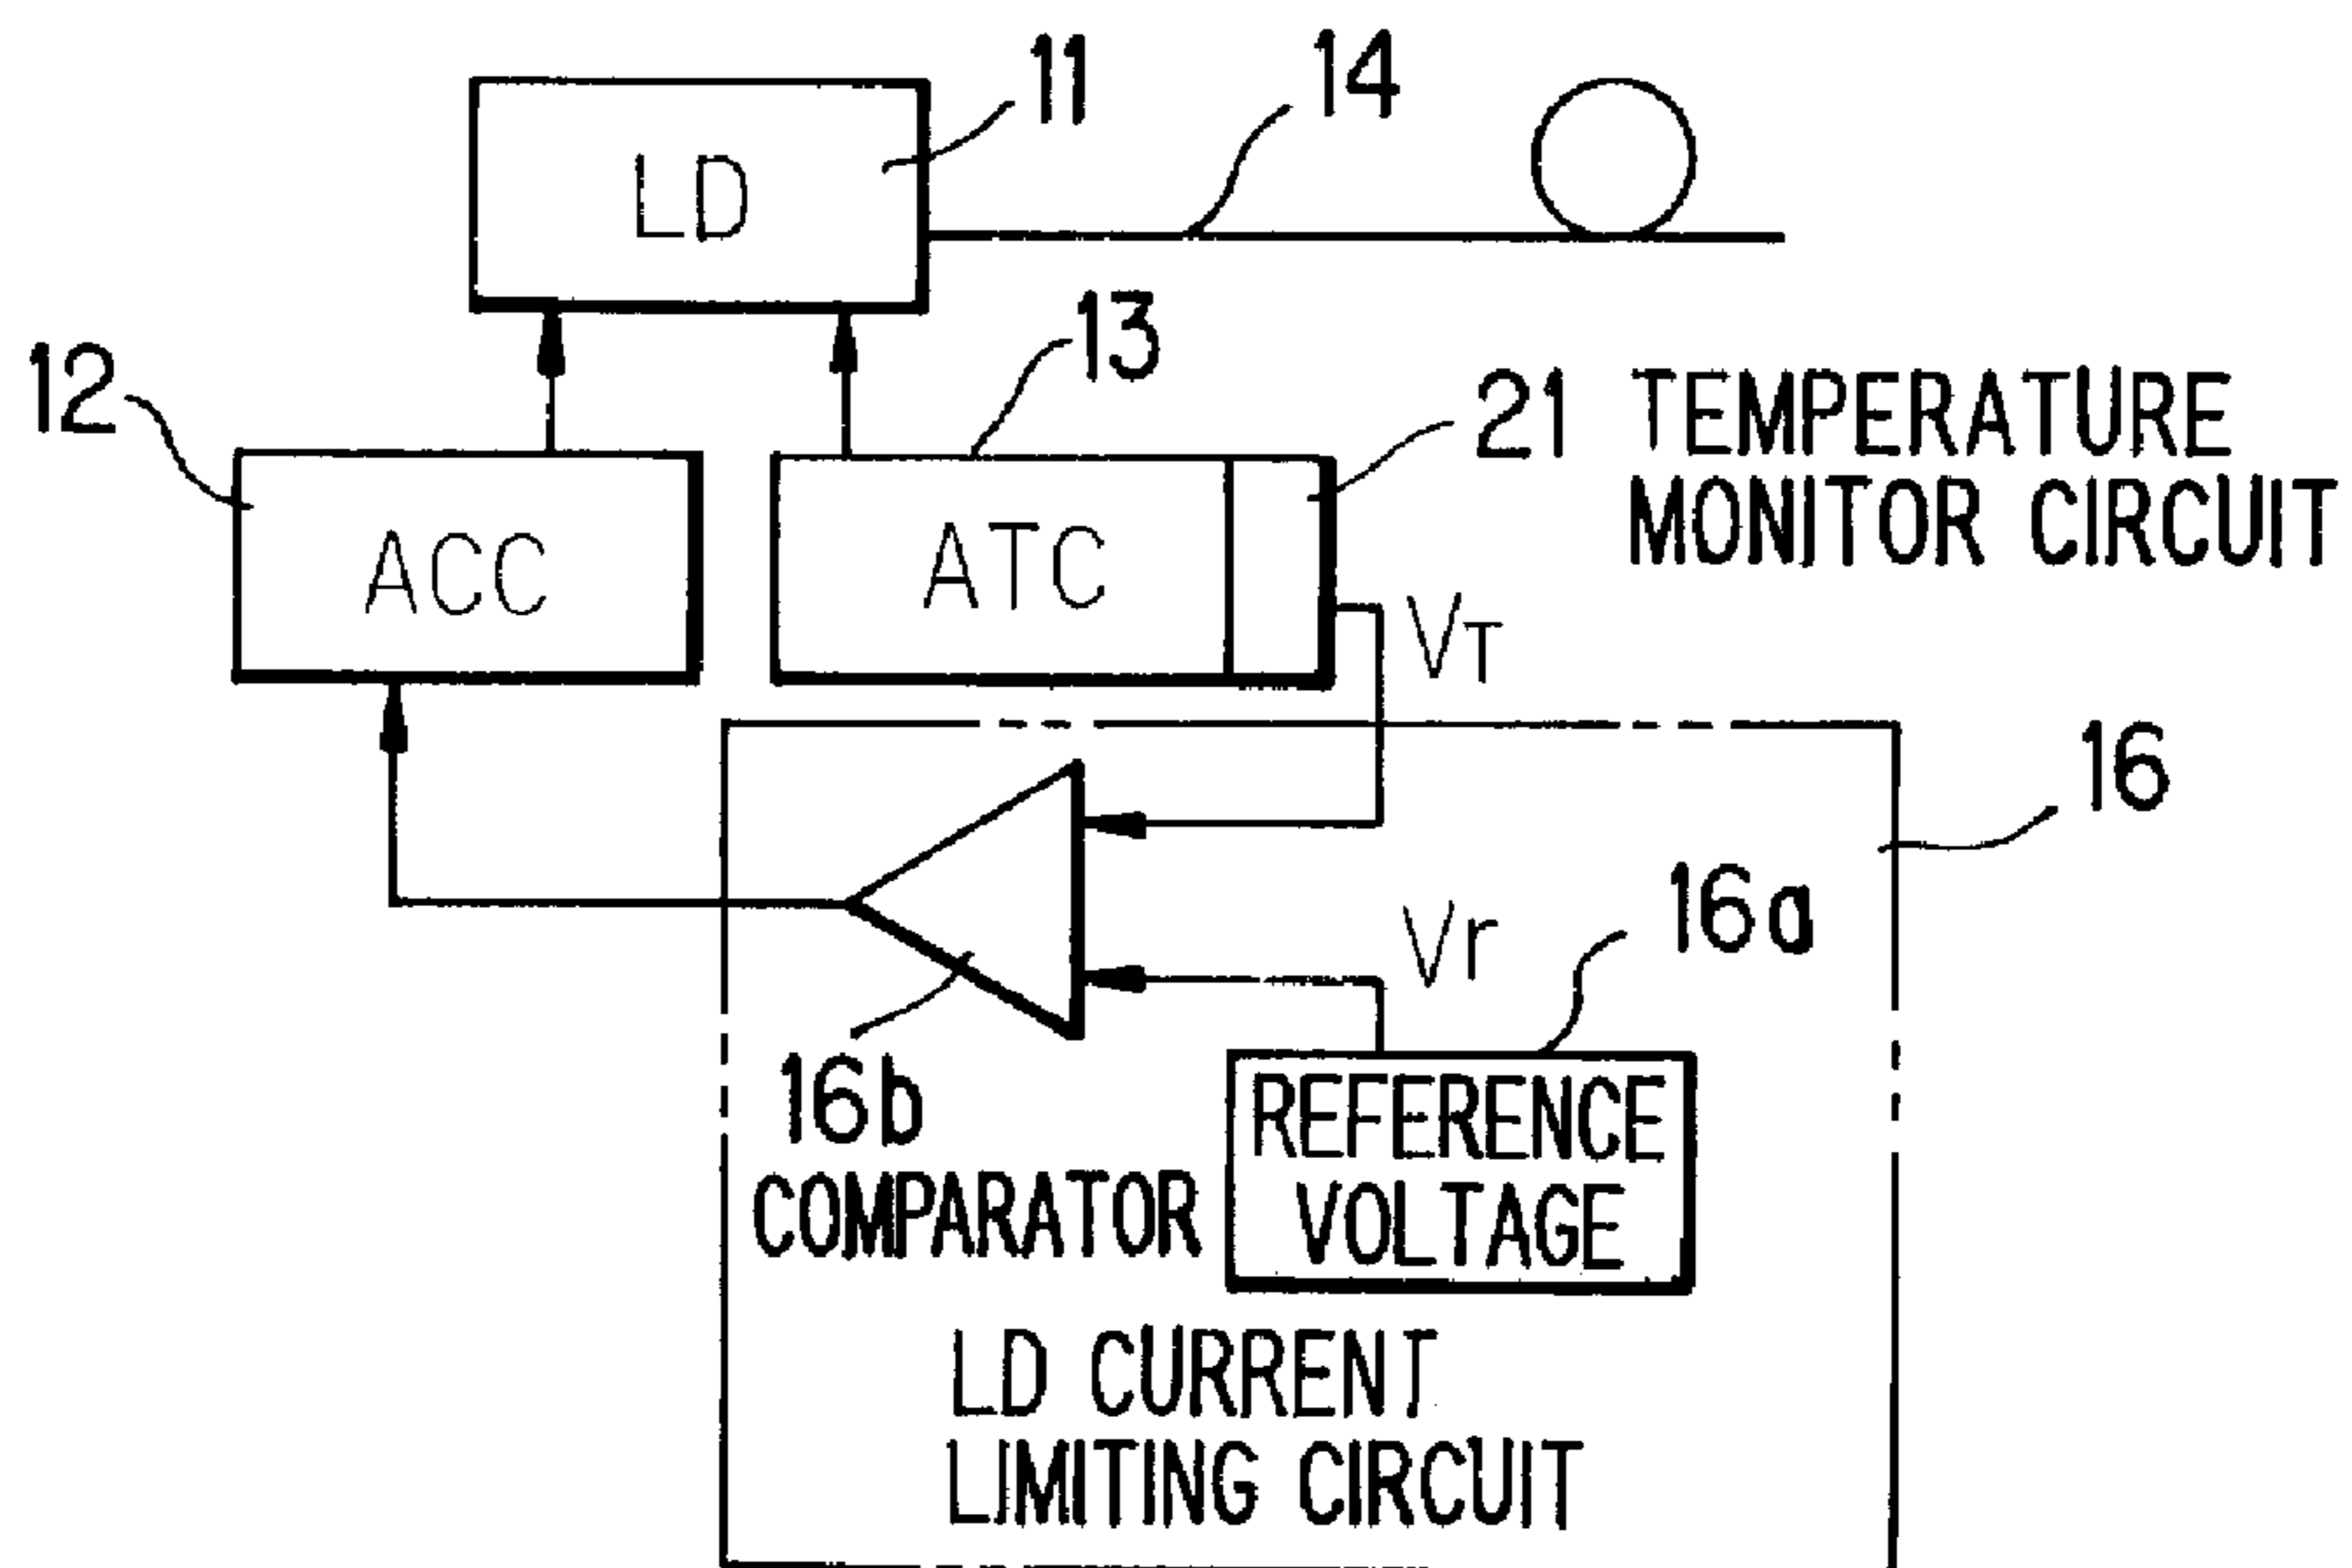 11
14
LD
12
13
21 TEMPERATURE
MONITOR CIRCUIT
ACC
ATC
VT
16
16a
Vr
16b
COMPARATOR
REFERENCE
VOLTAGE
LD CURRENT
LIMITING CIRCUIT